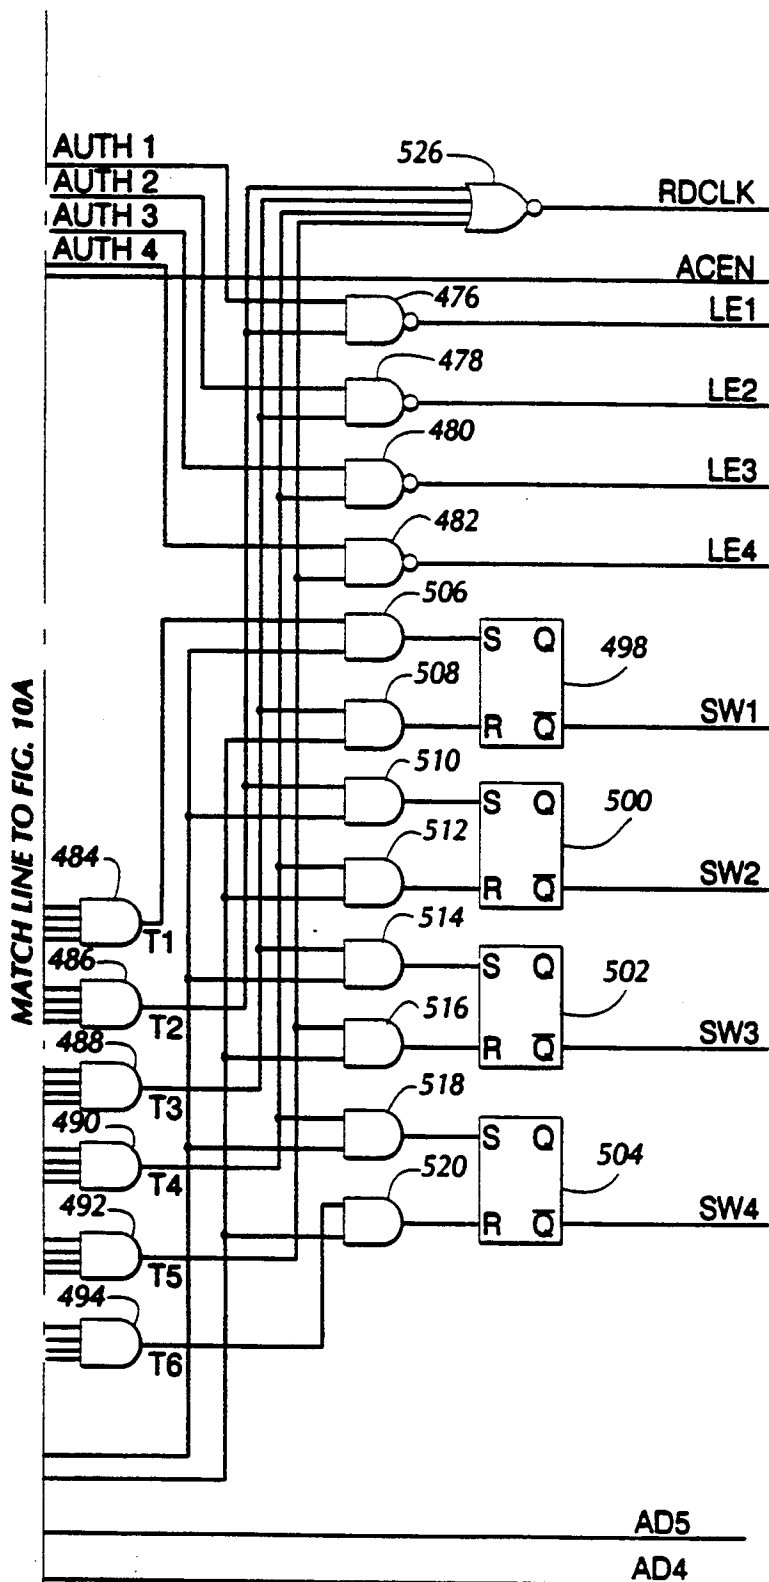 MATCH LINE TO FIG. 10A
AUTH 1
AUTH 2
AUTH 3
AUTH 4
526
RDCLK
ACEN
476
LE1
478
LE2
480
LE3
482
LE4
506
S Q
498
508
R Q̅
SW1
510
S Q
500
512
R Q̅
SW2
484
T1
514
S Q
502
486
T2
516
R Q̅
SW3
488
T3
518
S Q
504
490
T4
520
R Q̅
SW4
492
T5
494
T6
AD5
AD4